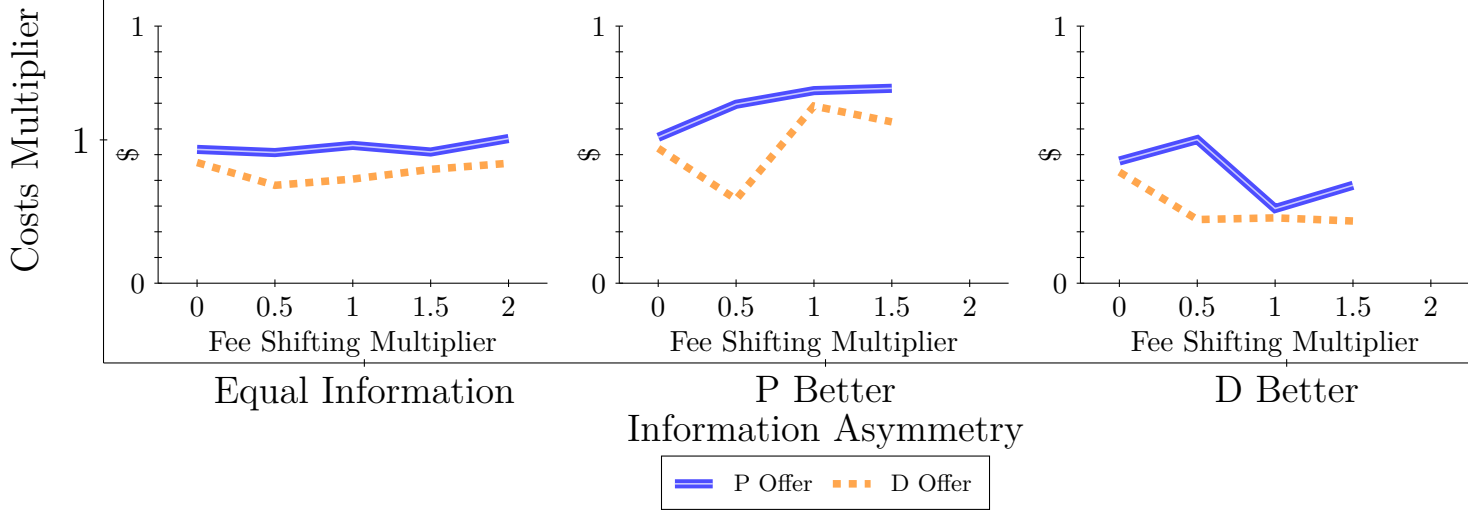 Costs Multiplier
1
1
$
0
0 0.5 1 1.5 2
Fee Shifting Multiplier
1
$
0
0 0.5 1 1.5 2
Fee Shifting Multiplier
1
$
0
0 0.5 1 1.5 2
Fee Shifting Multiplier
Equal Information
P Better
D Better
Information Asymmetry
P Offer
D Offer